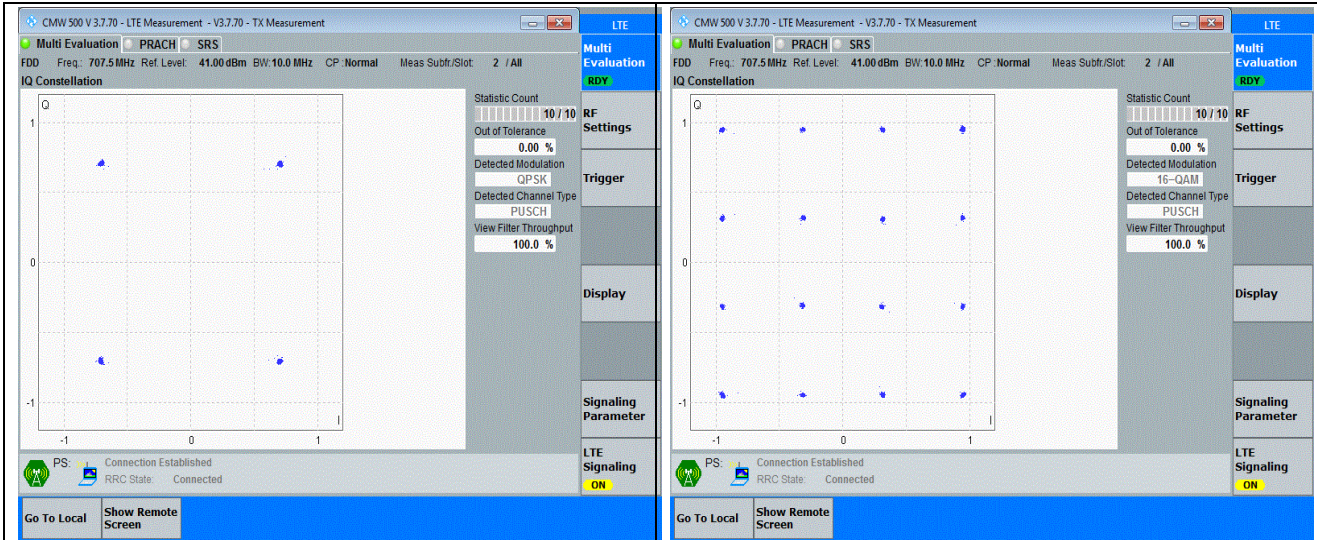 CMW 500 V 3.7.70 - LTE Measurement - V3.7.70 - TX Measurement
LTE
Multi Evaluation PRACH SRS
FDD Freq.: 707.5 MHz Ref. Level: 41.00 dBm BW: 10.0 MHz CP : Normal Meas Subfr./Slot: 2 / All
IQ Constellation
Q
1
0
-1
-1
0
1
I
Statistic Count
10 / 10
Out of Tolerance
0.00 %
Detected Modulation
QPSK
Detected Channel Type
PUSCH
View Filter Throughput
100.0 %
Multi
Evaluation
RDY
RF
Settings
Trigger
Display
Signaling
Parameter
LTE
Signaling
ON
PS: Connection Established
RRC State: Connected
Go To Local
Show Remote
Screen
CMW 500 V 3.7.70 - LTE Measurement - V3.7.70 - TX Measurement
LTE
Multi Evaluation PRACH SRS
FDD Freq.: 707.5 MHz Ref. Level: 41.00 dBm BW: 10.0 MHz CP : Normal Meas Subfr./Slot: 2 / All
IQ Constellation
Q
1
0
-1
-1
0
1
I
Statistic Count
10 / 10
Out of Tolerance
0.00 %
Detected Modulation
16-QAM
Detected Channel Type
PUSCH
View Filter Throughput
100.0 %
Multi
Evaluation
RDY
RF
Settings
Trigger
Display
Signaling
Parameter
LTE
Signaling
ON
PS: Connection Established
RRC State: Connected
Go To Local
Show Remote
Screen